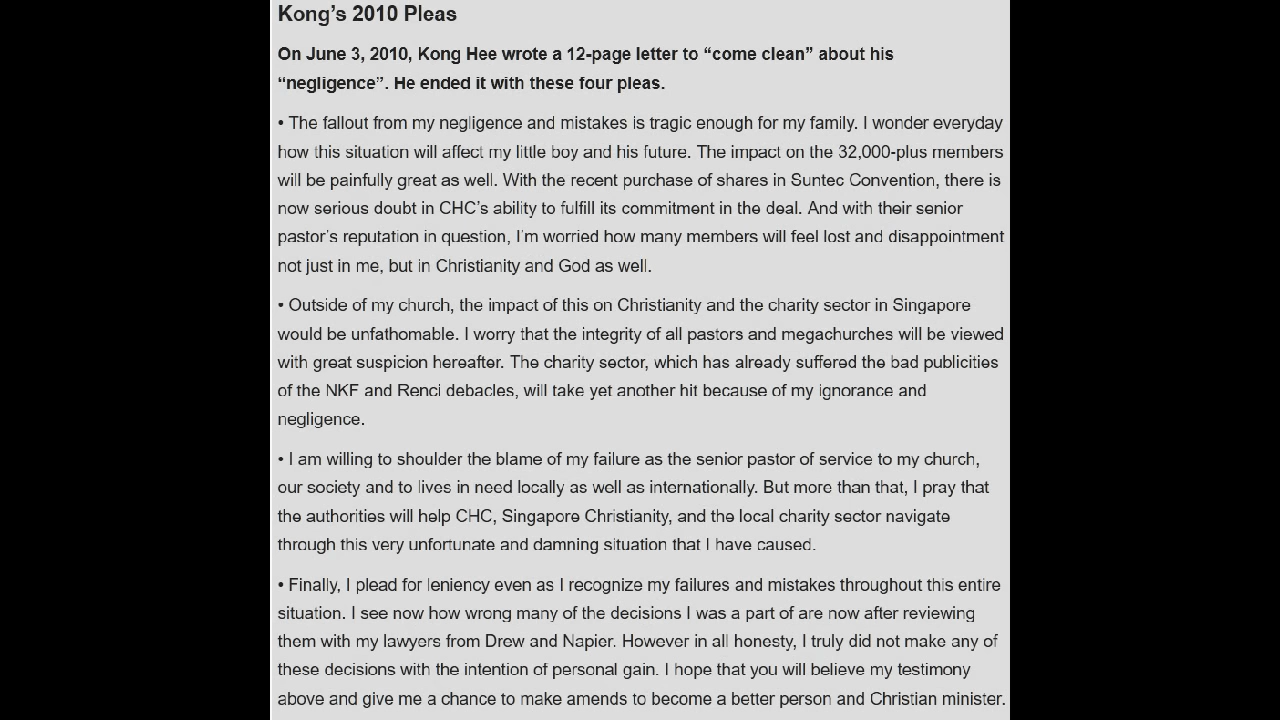 Kong’s 2010 Pleas
On June 3, 2010, Kong Hee wrote a 12-page letter to “come clean” about his
“negligence”. He ended it with these four pleas.
• The fallout from my negligence and mistakes is tragic enough for my family. I wonder everyday
how this situation will affect my little boy and his future. The impact on the 32,000-plus members
will be painfully great as well. With the recent purchase of shares in Suntec Convention, there is
now serious doubt in CHC’s ability to fulfill its commitment in the deal. And with their senior
pastor’s reputation in question, I’m worried how many members will feel lost and disappointment
not just in me, but in Christianity and God as well.
• Outside of my church, the impact of this on Christianity and the charity sector in Singapore
would be unfathomable. I worry that the integrity of all pastors and megachurches will be viewed
with great suspicion hereafter. The charity sector, which has already suffered the bad publicities
of the NKF and Renci debacles, will take yet another hit because of my ignorance and
negligence.
• I am willing to shoulder the blame of my failure as the senior pastor of service to my church,
our society and to lives in need locally as well as internationally. But more than that, I pray that
the authorities will help CHC, Singapore Christianity, and the local charity sector navigate
through this very unfortunate and damning situation that I have caused.
• Finally, I plead for leniency even as I recognize my failures and mistakes throughout this entire
situation. I see now how wrong many of the decisions I was a part of are now after reviewing
them with my lawyers from Drew and Napier. However in all honesty, I truly did not make any of
these decisions with the intention of personal gain. I hope that you will believe my testimony
above and give me a chance to make amends to become a better person and Christian minister.